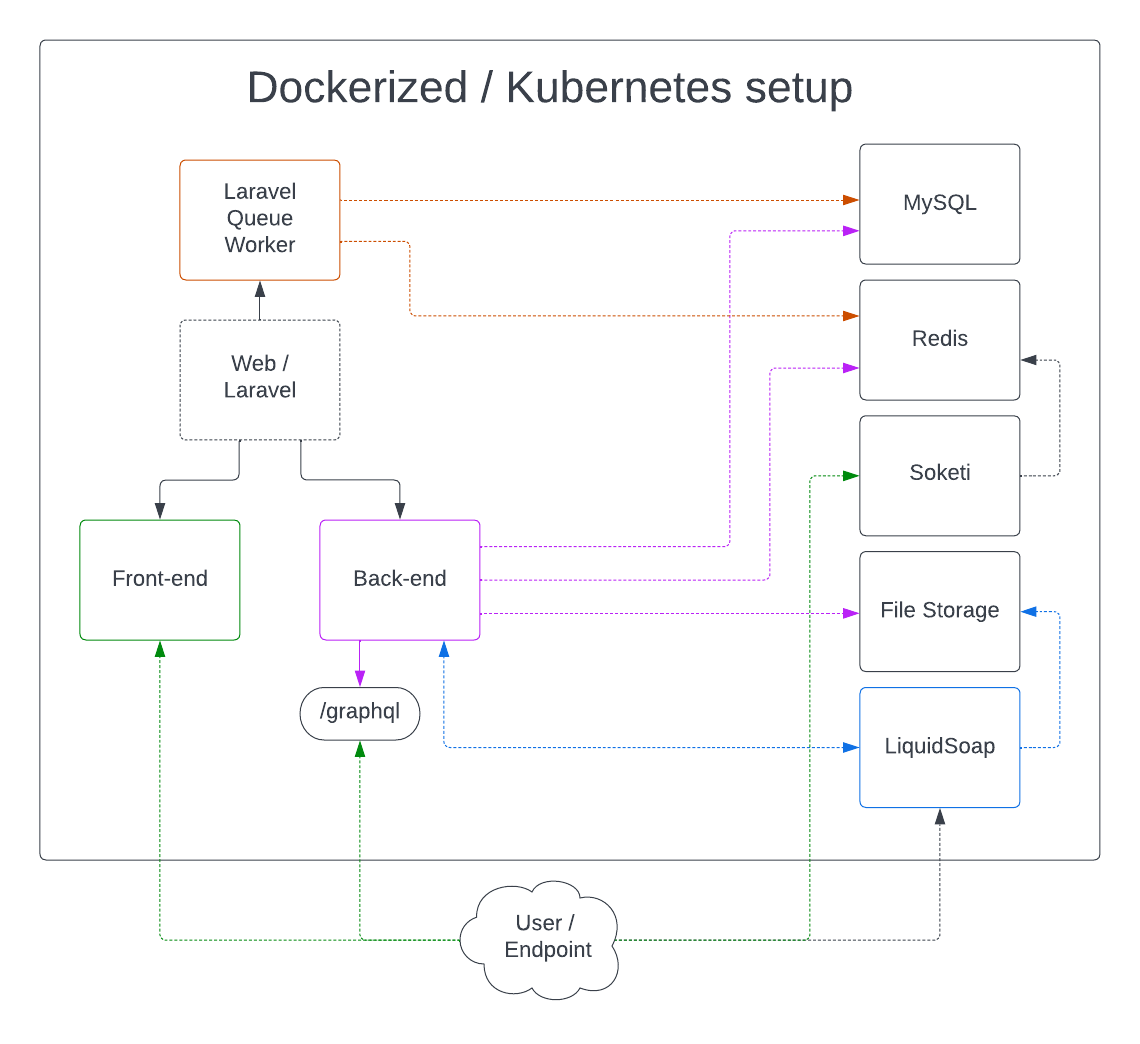 Dockerized / Kubernetes setup
Laravel
Queue
Worker
MySQL
Web /
Laravel
Redis
Soketi
Front-end
Back-end
File Storage
/graphql
LiquidSoap
User /
Endpoint